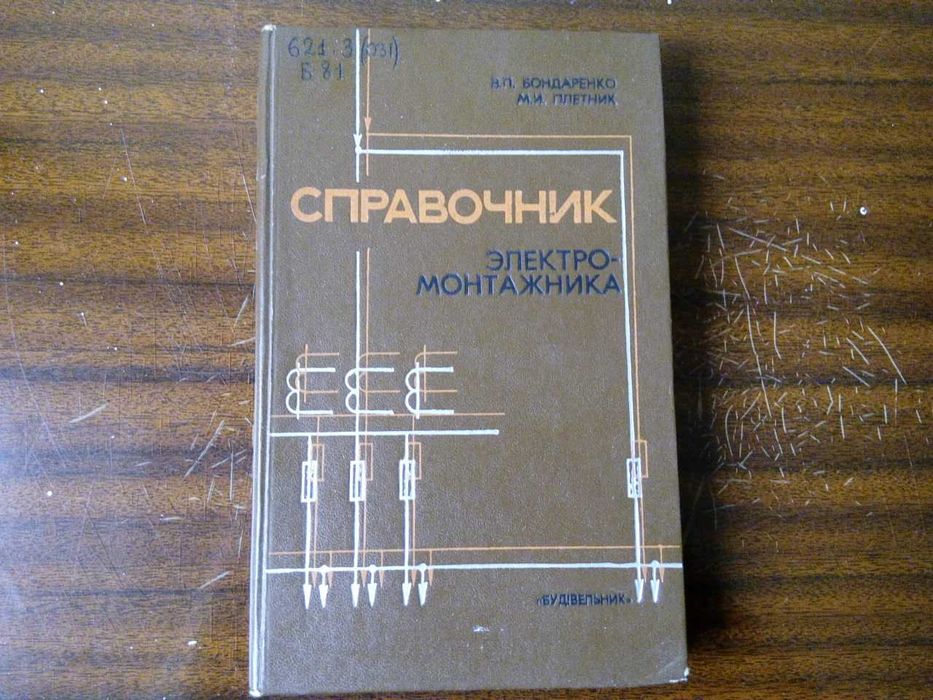 621.3(031)
Б 81
В.П. БОНДАРЕНКО
М.И. ПЛЕТНИК
СПРАВОЧНИК
ЭЛЕКТРО-
МОНТАЖНИКА
«БУДІВЕЛЬНИК»